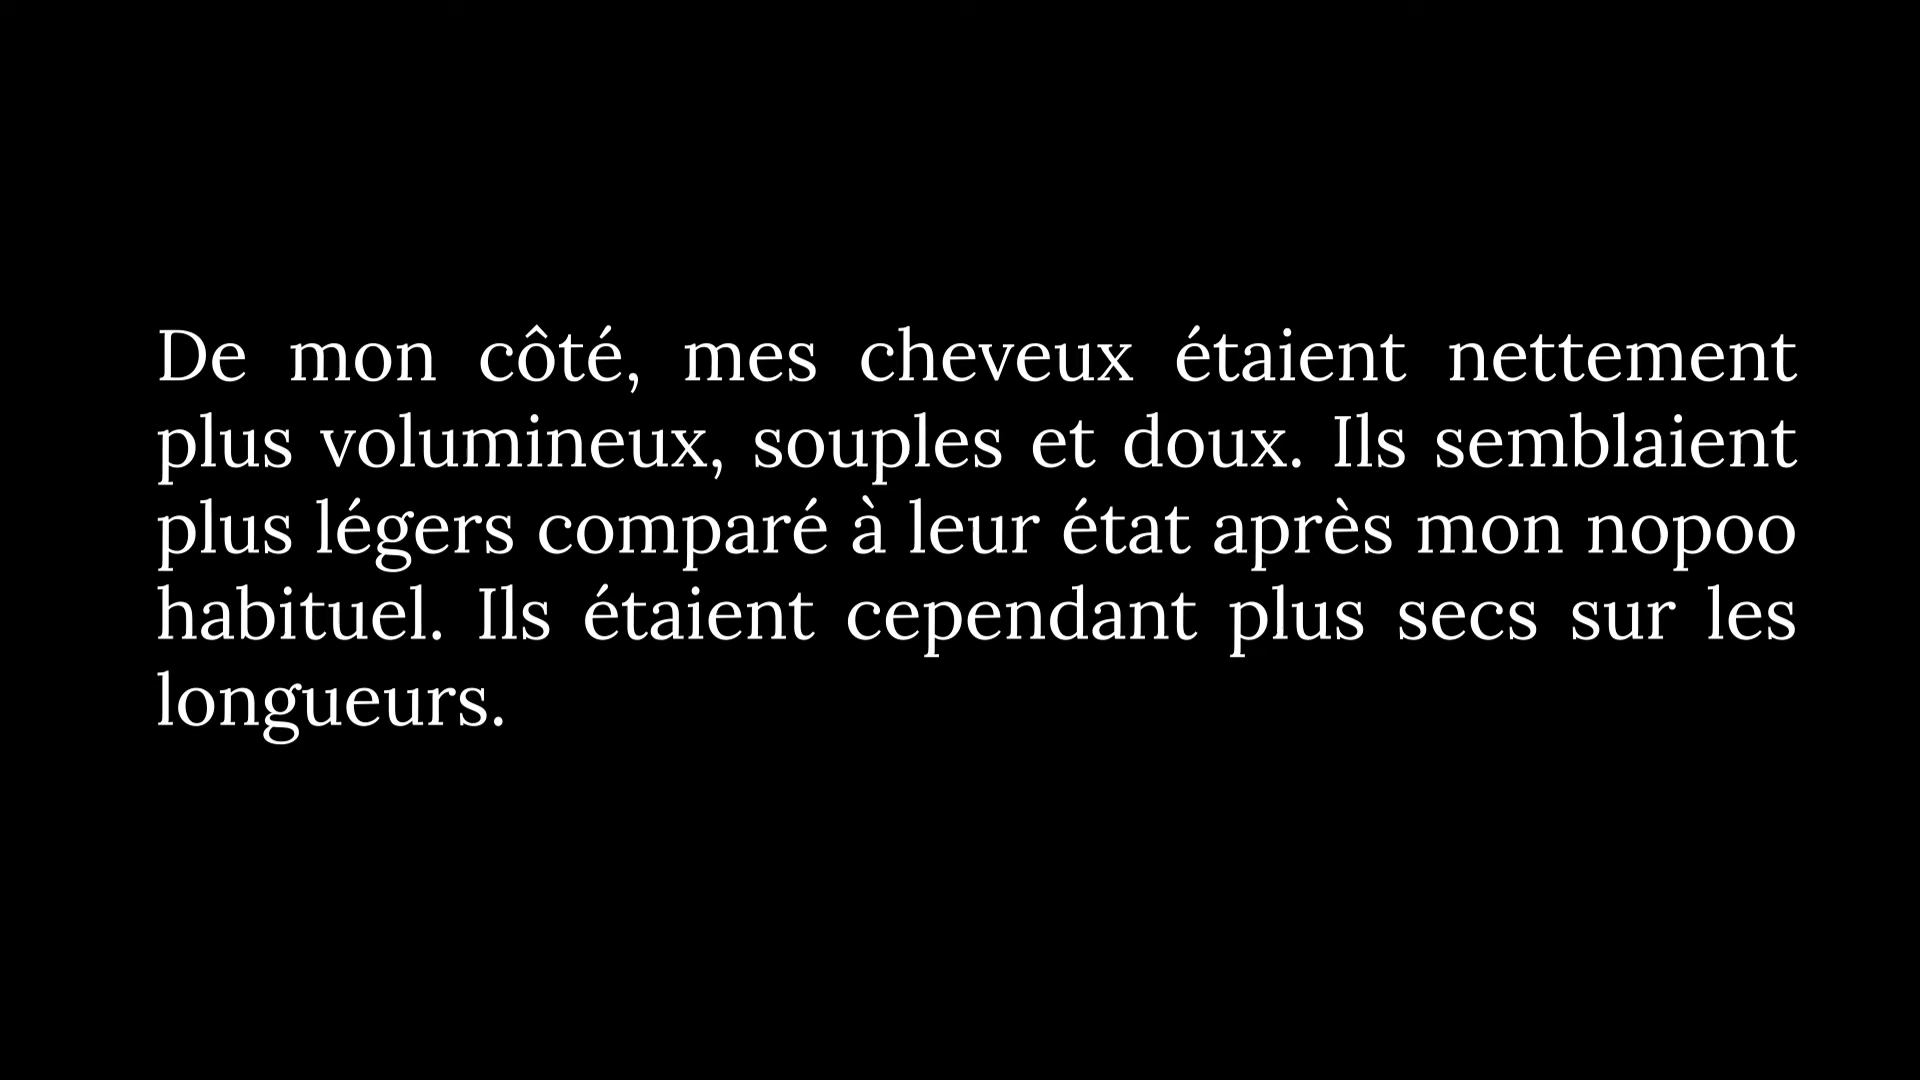 De mon côté, mes cheveux étaient nettement
plus volumineux, souples et doux. Ils semblaient
plus légers comparé à leur état après mon nopoo
habituel. Ils étaient cependant plus secs sur les
longueurs.